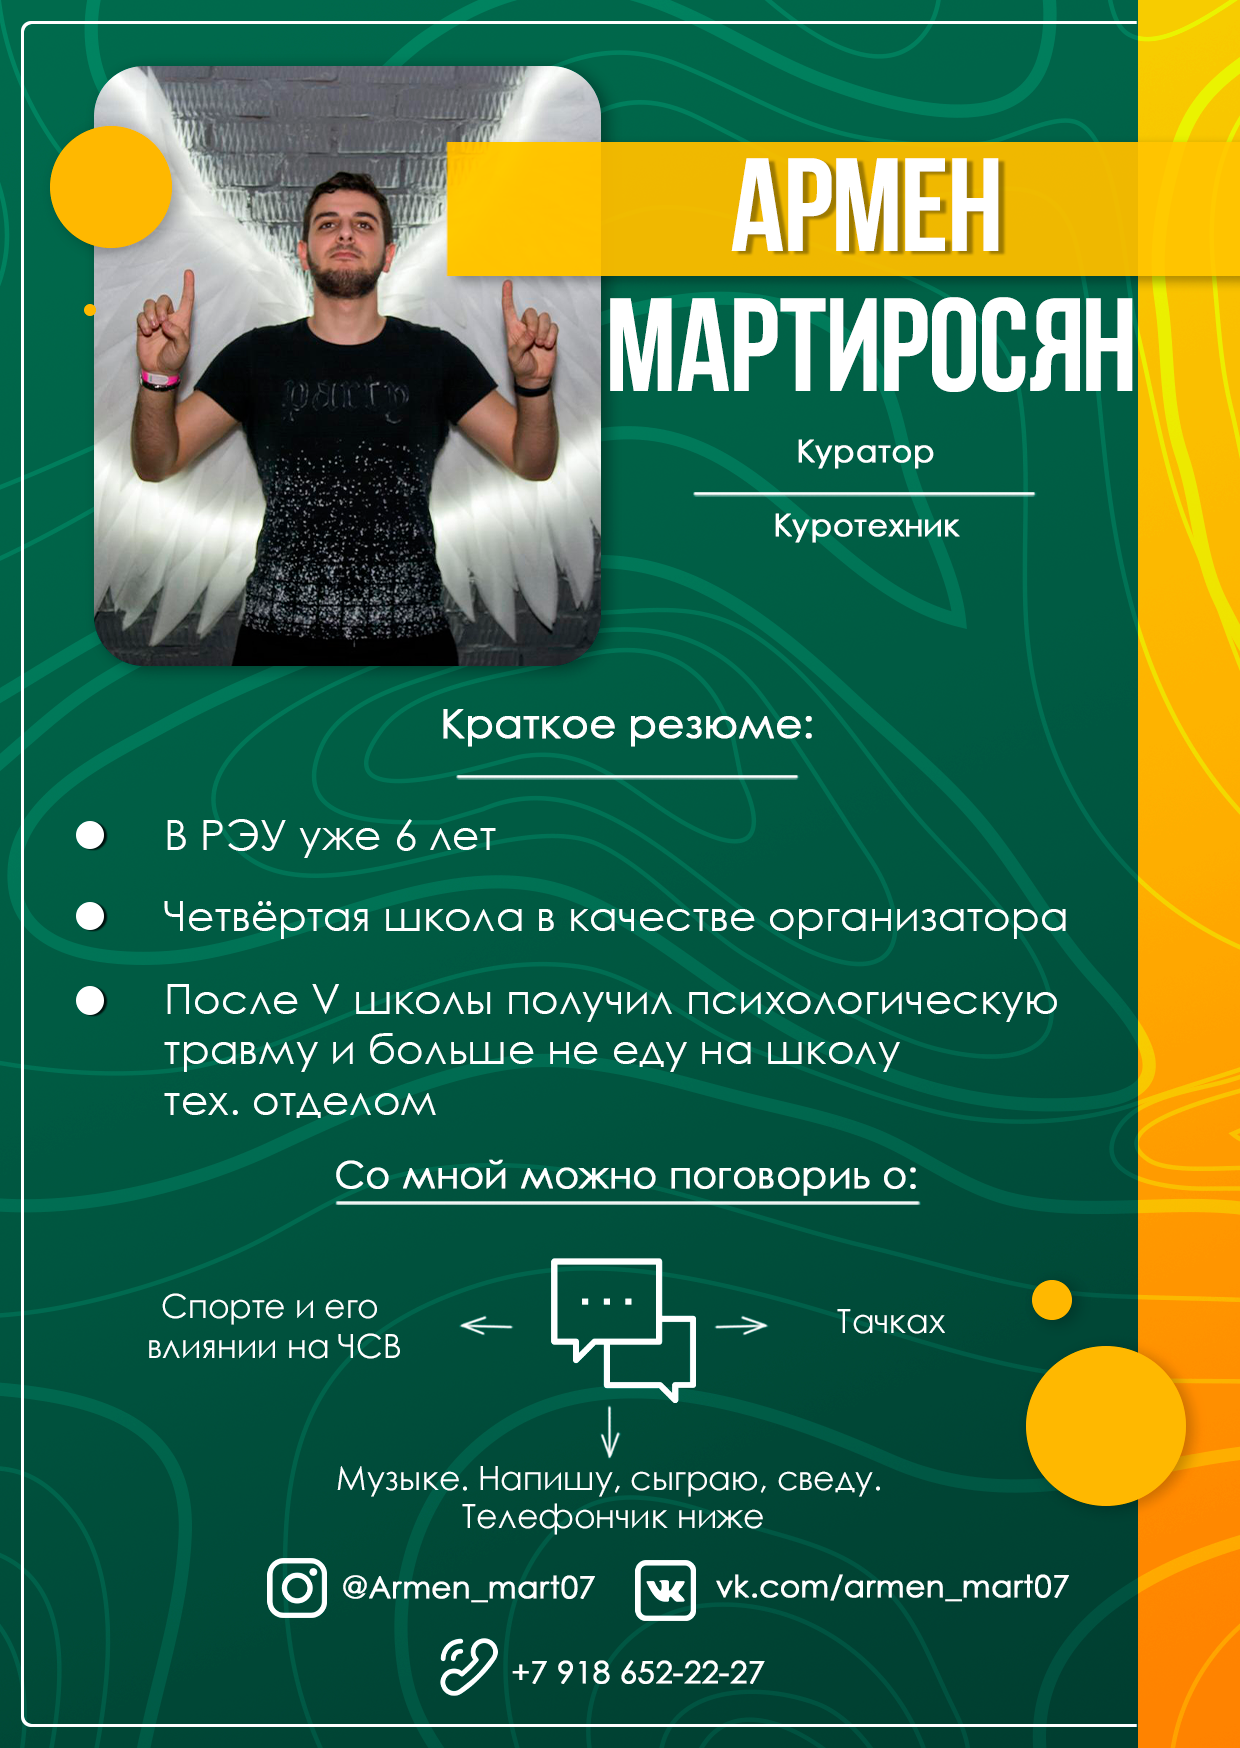 АРМЕН
МАРТИРОСЯН
Куратор
Куротехник
party
Краткое резюме:
В РЭУ уже 6 лет
Четвёртая школа в качестве организатора
После V школы получил психологическую
травму и больше не еду на школу
тех. отделом
Со мной можно поговориь о:
Спорте и его
влиянии на ЧСВ
Тачках
Музыке. Напишу, сыграю, сведу.
Телефончик ниже
@Armen_mart07
vk.com/armen_mart07
+7 918 652-22-27